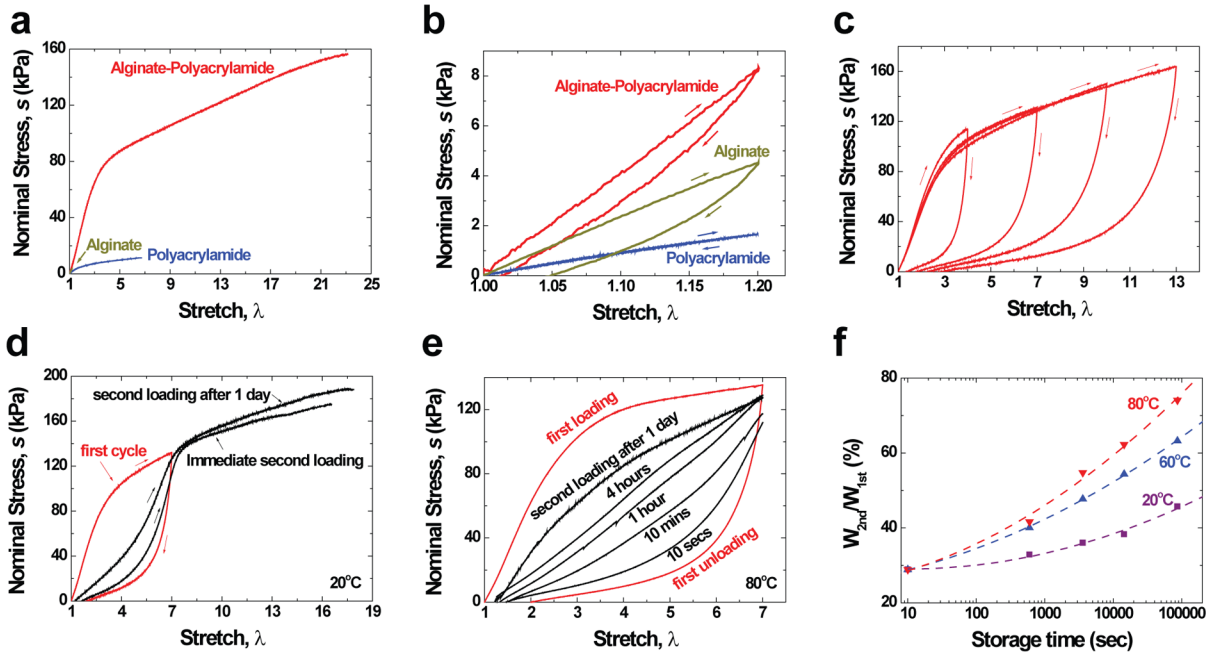 a
Nominal Stress, s (kPa)
160
120
80
40
0
Alginate-Polyacrylamide
Alginate
Polyacrylamide
1 5 9 13 17 21 25
Stretch, λ
b
Nominal Stress, s (kPa)
8
6
4
2
0
Alginate-Polyacrylamide
Alginate
Polyacrylamide
1.00 1.05 1.10 1.15 1.20
Stretch, λ
c
Nominal Stress, s (kPa)
160
120
80
40
0
1 3 5 7 9 11 13
Stretch, λ
d
Nominal Stress, s (kPa)
200
160
120
80
40
0
second loading after 1 day
first cycle
Immediate second loading
20°C
1 4 7 10 13 16 19
Stretch, λ
e
Nominal Stress, s (kPa)
120
80
40
0
first loading
second loading after 1 day
4 hours
1 hour
10 mins
10 secs
first unloading
80°C
1 2 3 4 5 6 7
Stretch, λ
f
W2nd/W1st (%)
80
60
40
20
80°C
60°C
20°C
10 100 1000 10000 100000
Storage time (sec)